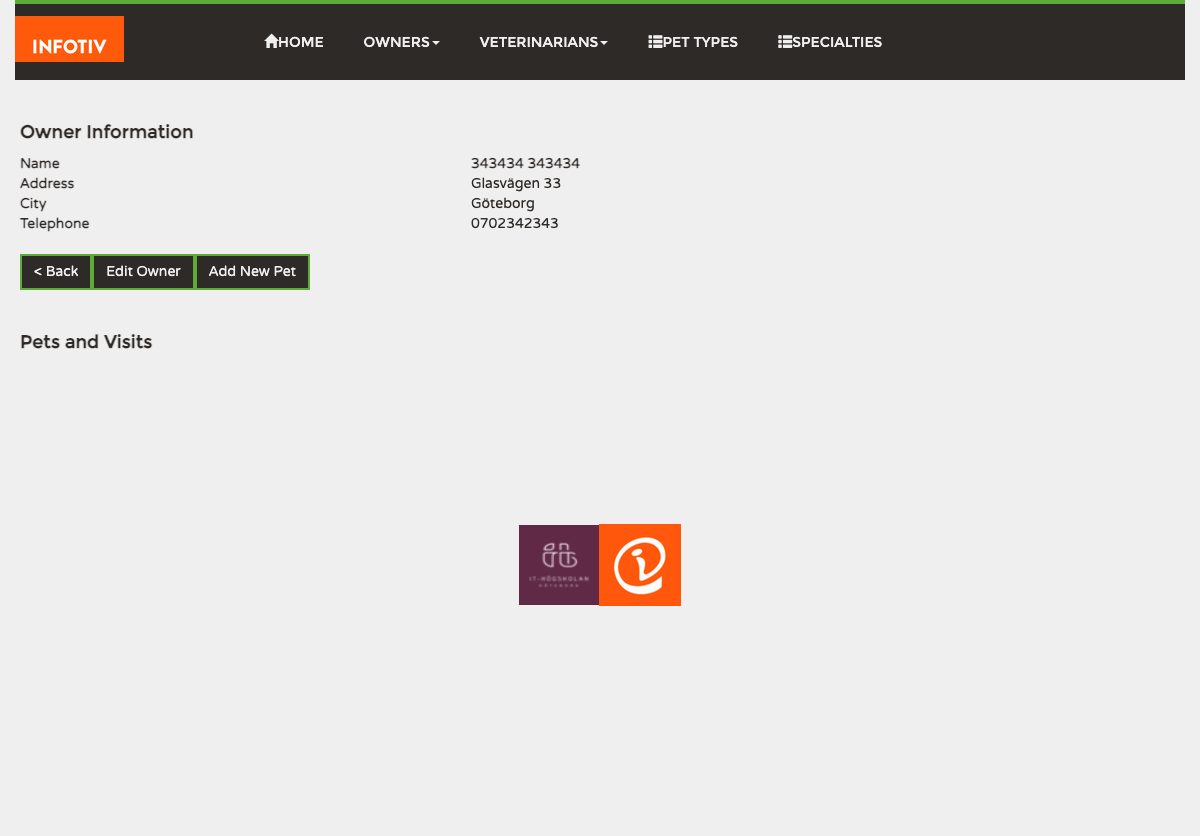 INFOTIV
HOME OWNERS VETERINARIANS PET TYPES SPECIALTIES
Owner Information
Name 343434 343434
Address Glasvägen 33
City Göteborg
Telephone 0702342343
< Back Edit Owner Add New Pet
Pets and Visits
IT-HÖGSKOLAN
GÖTEBORG